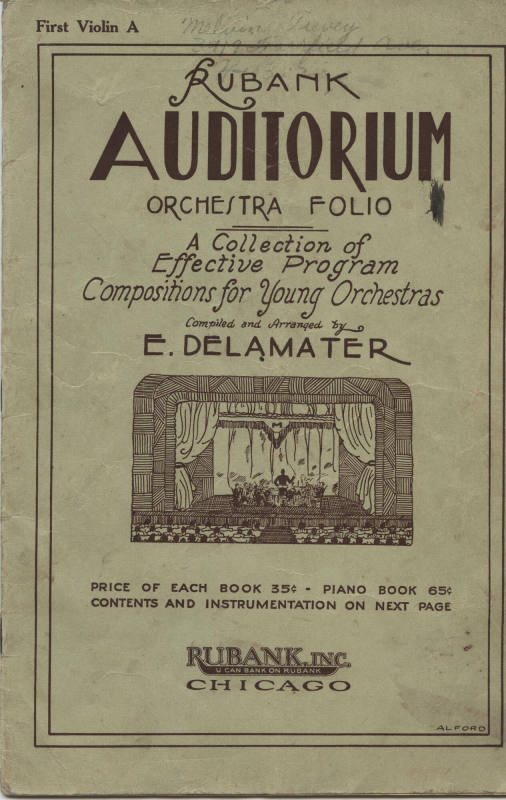 First Violin A
RUBANK
AUDITORIUM
ORCHESTRA FOLIO
A Collection of
Effective Program
Compositions for Young Orchestras
Compiled and Arranged by
E. DELAMATER
PRICE OF EACH BOOK 35¢ - PIANO BOOK 65¢
CONTENTS AND INSTRUMENTATION ON NEXT PAGE
RUBANK, INC.
U CAN BANK ON RUBANK
CHICAGO
ALFORD